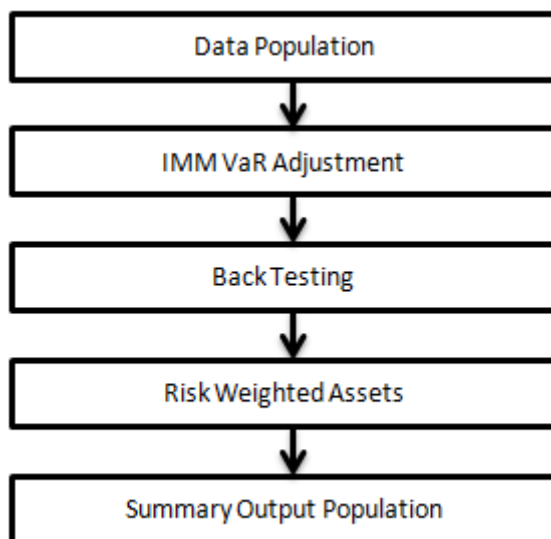 Data Population
IMM VaR Adjustment
Back Testing
Risk Weighted Assets
Summary Output Population